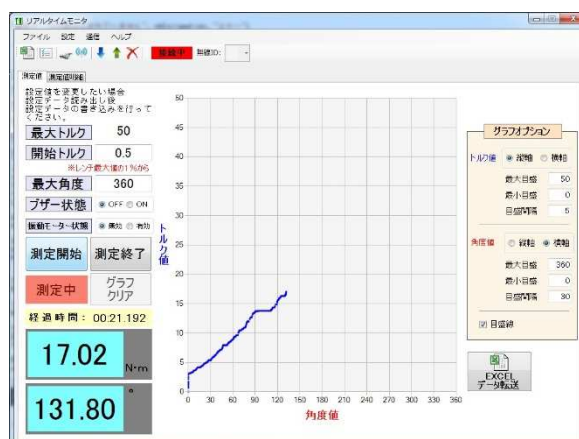 リアルタイムモニタ
ファイル 設定 通信 ヘルプ
接続中 無線ID:
測定値
設定値を変更したい場合
設定データ読み出し後
設定データの書き込みを行って
ください。
最大トルク 50
開始トルク 0.5
※レンチ最大値の1%から
最大角度 360
ブザー状態 OFF ON
振動モーター状態 無効 有効
測定開始 測定終了
測定中 グラフ
クリア
経過時間: 00:21.192
17.02 N·m
131.80 °
トルク値
50
45
40
35
30
25
20
15
10
5
0
0 30 60 90 120 150 180 210 240 270 300 330 360
角度値
グラフオプション
トルク値 縦軸 横軸
最大目盛 50
最小目盛 0
目盛間隔 5
角度値 縦軸 横軸
最大目盛 360
最小目盛 0
目盛間隔 30
目盛線
EXCEL
データ転送